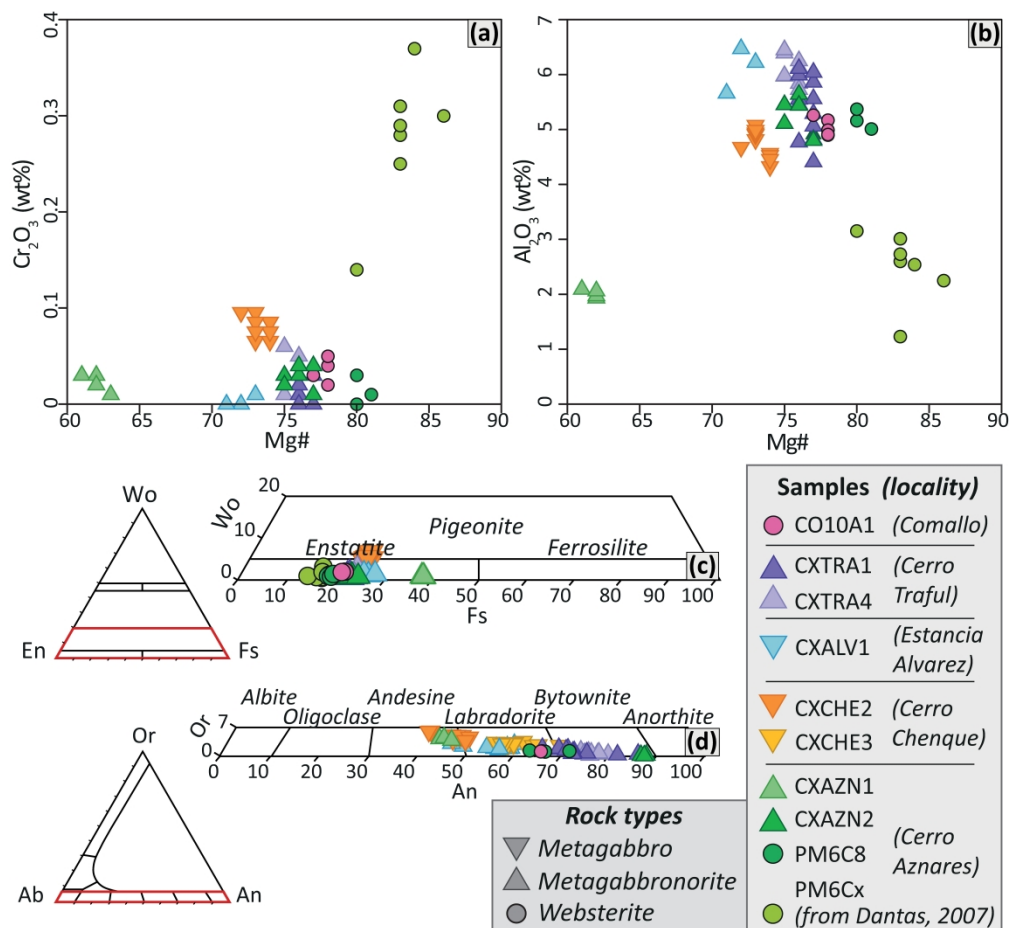 (a)
Cr2O3 (wt%)
0.4
0.3
0.2
0.1
0
60 65 70 75 80 85 90
Mg#
(b)
Al2O3 (wt%)
7
6
5
4
3
2
1
0
60 70 75 80 85 90
Mg#
Wo
En Fs
20
10
0
Wo
Pigeonite
Enstatite Ferrosilite
(c)
0 10 20 30 40 50 60 70 80 90 100
Fs
Or
Ab An
7
0
Or
Albite Andesine Bytownite
Oligoclase Labradorite Anorthite
(d)
0 10 20 30 40 50 60 70 80 90 100
An
Rock types
Metagabbro
Metagabbronorite
Websterite
Samples (locality)
CO10A1 (Comallo)
CXTRA1 (Cerro
CXTRA4 Traful)
CXALV1 (Estancia
Alvarez)
CXCHE2 (Cerro
CXCHE3 Chenque)
CXAZN1
CXAZN2
PM6C8 (Cerro
Aznares)
PM6Cx
(from Dantas, 2007)